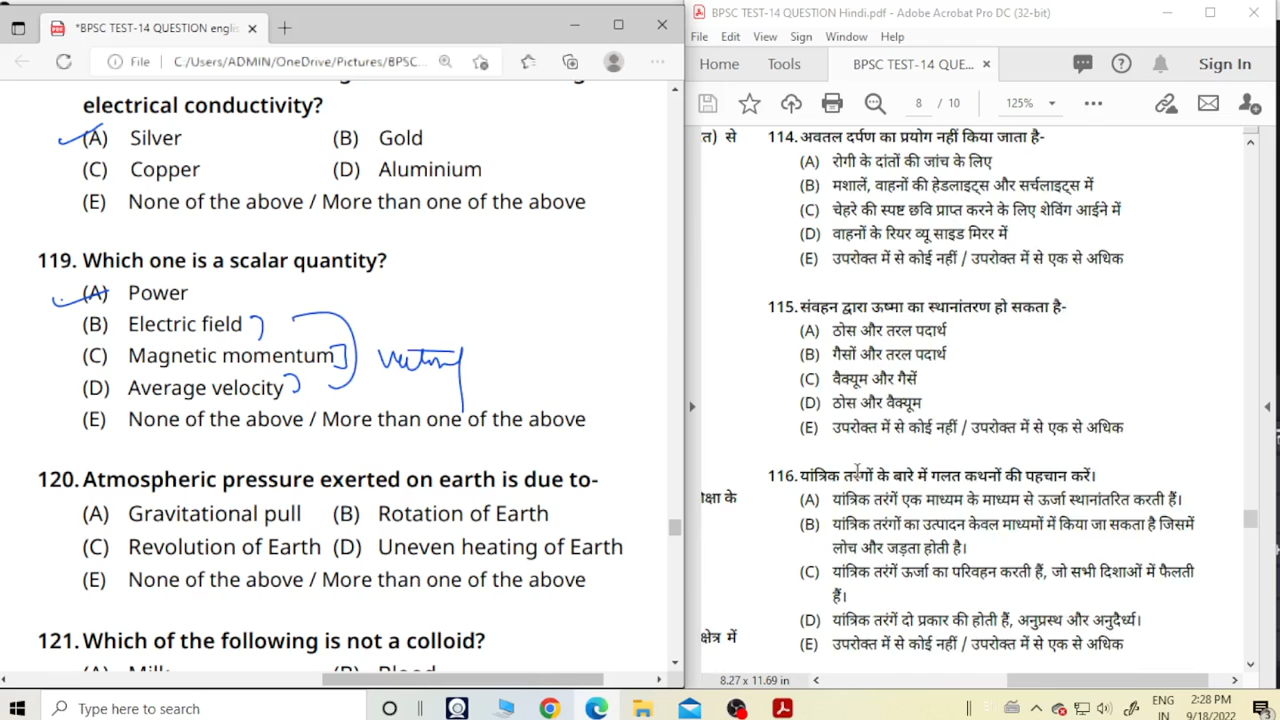 *BPSC TEST-14 QUESTION englis
File C:/Users/ADMIN/OneDrive/Pictures/BPSC...
electrical conductivity?
(A) Silver (B) Gold
(C) Copper (D) Aluminium
(E) None of the above / More than one of the above
119. Which one is a scalar quantity?
(A) Power
(B) Electric field
(C) Magnetic momentum
(D) Average velocity
(E) None of the above / More than one of the above
120. Atmospheric pressure exerted on earth is due to-
(A) Gravitational pull (B) Rotation of Earth
(C) Revolution of Earth (D) Uneven heating of Earth
(E) None of the above / More than one of the above
121. Which of the following is not a colloid?
(A) Milk (B) Blood
BPSC TEST-14 QUESTION Hindi.pdf - Adobe Acrobat Pro DC (32-bit)
File Edit View Sign Window Help
Home Tools BPSC TEST-14 QUE... Sign In
8 / 10 125%
त) से
114. अवतल दर्पण का प्रयोग नहीं किया जाता है-
(A) रोगी के दांतों की जांच के लिए
(B) मशालें, वाहनों की हेडलाइट्स और सर्चलाइट्स में
(C) चेहरे की स्पष्ट छवि प्राप्त करने के लिए शेविंग आईने में
(D) वाहनों के रियर व्यू साइड मिरर में
(E) उपरोक्त में से कोई नहीं / उपरोक्त में से एक से अधिक
115. संवहन द्वारा ऊष्मा का स्थानांतरण हो सकता है-
(A) ठोस और तरल पदार्थ
(B) गैसों और तरल पदार्थ
(C) वैक्यूम और गैसें
(D) ठोस और वैक्यूम
(E) उपरोक्त में से कोई नहीं / उपरोक्त में से एक से अधिक
116. यांत्रिक तरंगों के बारे में गलत कथनों की पहचान करें।
क्षा के
(A) यांत्रिक तरंगें एक माध्यम के माध्यम से ऊर्जा स्थानांतरित करती हैं।
(B) यांत्रिक तरंगों का उत्पादन केवल माध्यमों में किया जा सकता है जिसमें
लोच और जड़ता होती है।
(C) यांत्रिक तरंगें ऊर्जा का परिवहन करती हैं, जो सभी दिशाओं में फैलती
हैं।
(D) यांत्रिक तरंगें दो प्रकार की होती हैं, अनुप्रस्थ और अनुदैर्ध्य।
क्षेत्र में
(E) उपरोक्त में से कोई नहीं / उपरोक्त में से एक से अधिक
8.27 x 11.69 in
Type here to search
ENG
IN
2:28 PM
9/18/2022